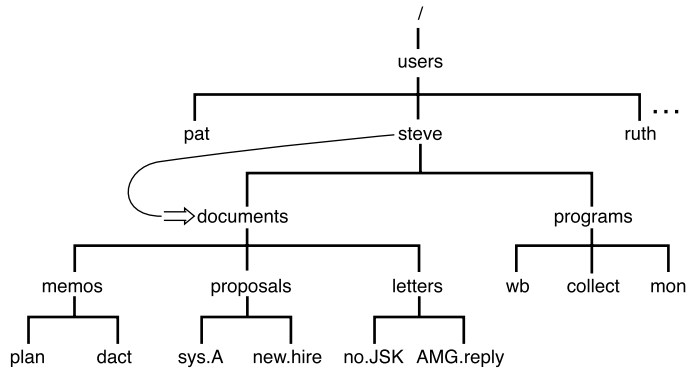 /
users
pat steve ruth ...
documents programs
memos proposals letters wb collect mon
plan dact sys.A new.hire no.JSK AMG.reply